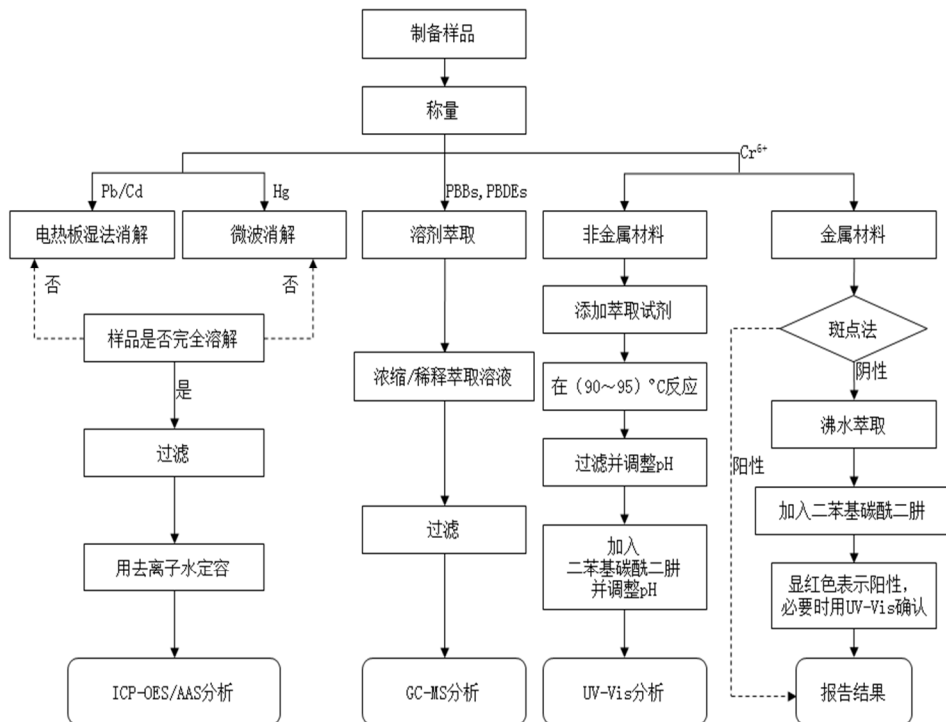 制备样品
称量
Cr⁶⁺
Pb/Cd
Hg
PBBs,PBDEs
电热板湿法消解
微波消解
溶剂萃取
非金属材料
金属材料
否
否
样品是否完全溶解
添加萃取试剂
斑点法
是
浓缩/稀释萃取溶液
在（90～95）°C反应
阴性
沸水萃取
过滤
过滤并调整pH
阳性
加入二苯基碳酰二肼
过滤
用去离子水定容
加入
二苯基碳酰二肼
并调整pH
显红色表示阳性,
必要时用UV-Vis确认
ICP-OES/AAS分析
GC-MS分析
UV-Vis分析
报告结果